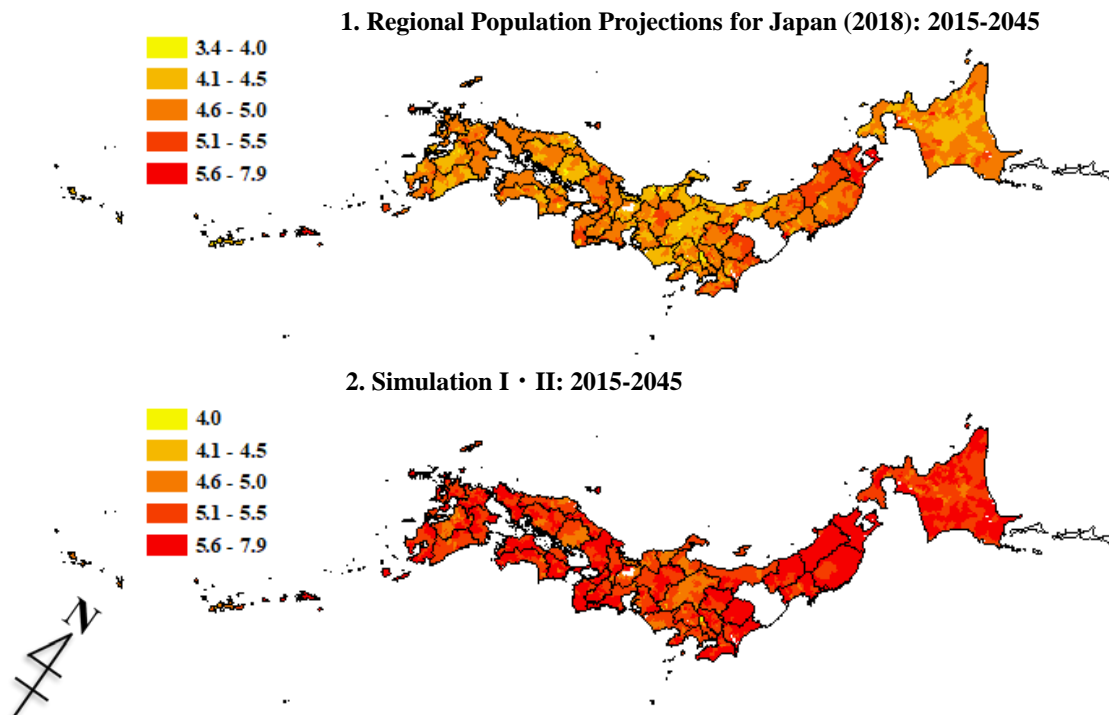 1. Regional Population Projections for Japan (2018): 2015-2045
3.4 - 4.0
4.1 - 4.5
4.6 - 5.0
5.1 - 5.5
5.6 - 7.9
2. Simulation I・II: 2015-2045
4.0
4.1 - 4.5
4.6 - 5.0
5.1 - 5.5
5.6 - 7.9
N